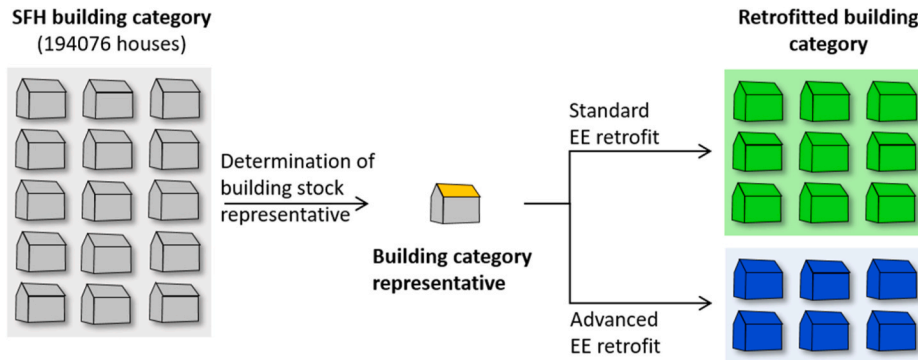 SFH building category
(194076 houses)
Determination of
building stock
representative
Building category
representative
Standard
EE retrofit
Advanced
EE retrofit
Retrofitted building
category